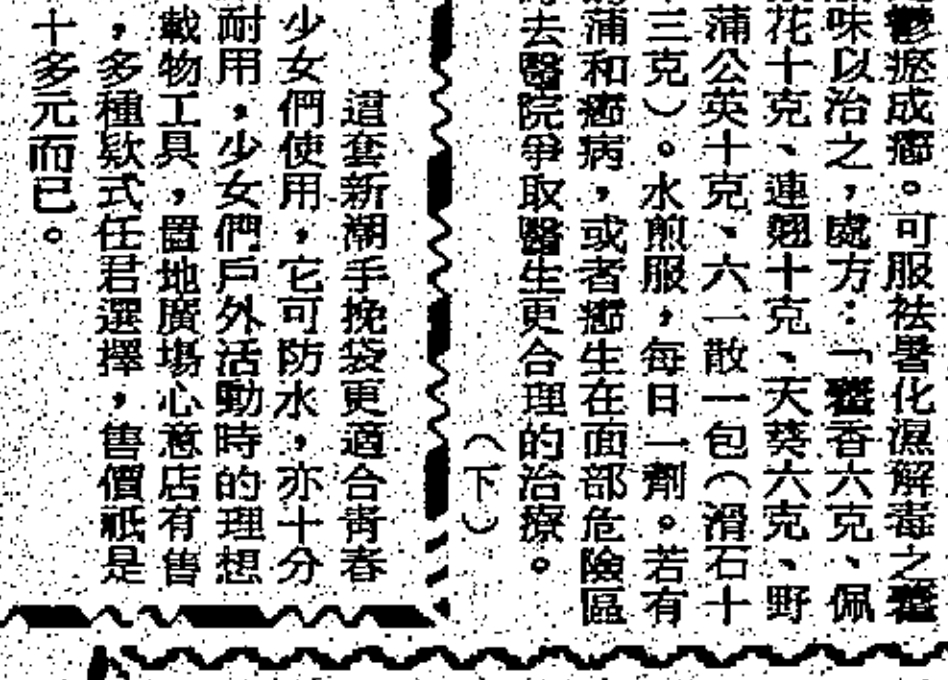 鬱瘀成癤。可服袪暑化濕解毒之藿
味以治之，處方：「藿香六克、佩
花十克、連翹十克、天葵六克、野
蒲公英十克、六一散一包（滑石十
三克）。水煎服，每日一劑。若有
和癤病，或者癤生在面部危險區
去醫院爭取醫生更合理的治療。
（下）
這套新潮手挽袋更適合青春
少女們使用，它可防水，亦十分
耐用，少女們戶外活動時的理想
載物工具，置地廣場心意店有售
，多種欵式任君選擇，售價祇是
十多元而已。